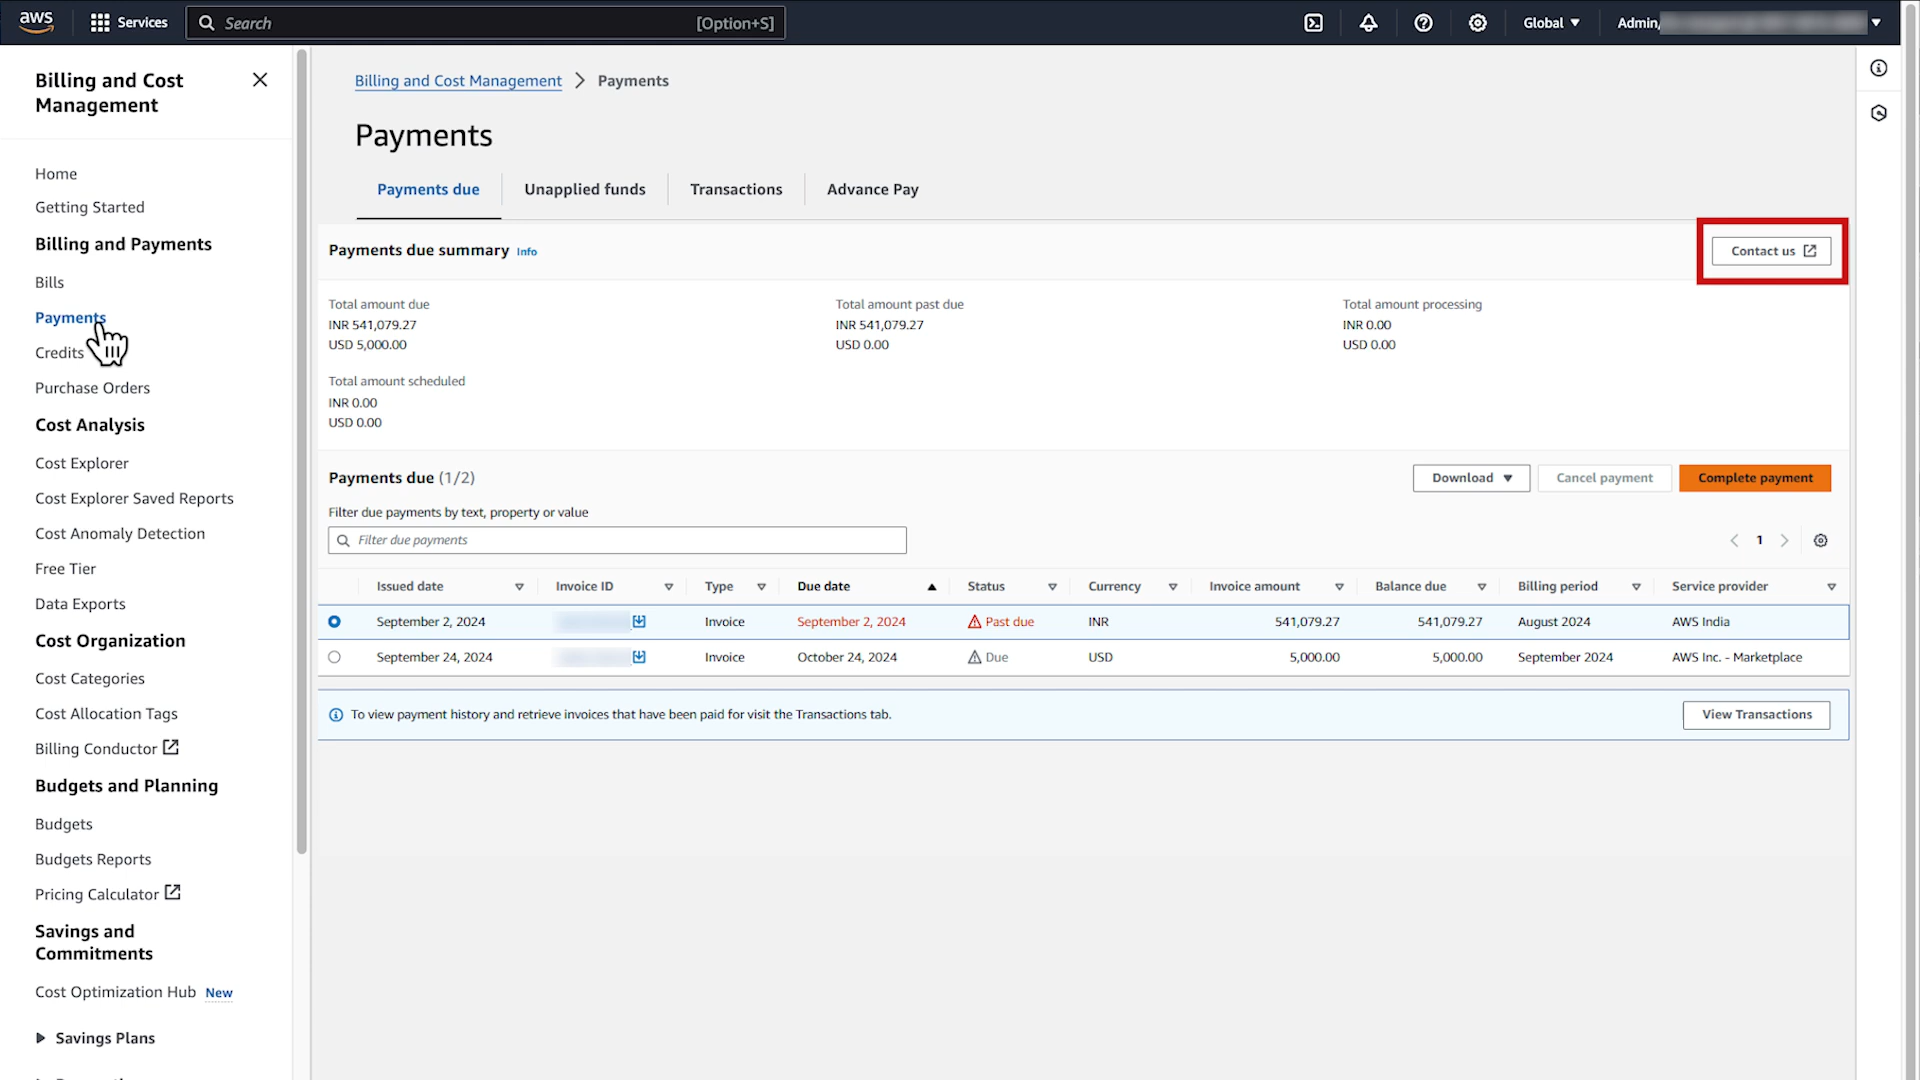 aws
Services
Search
[Option+S]
Global
Admin/
Billing and Cost
Management
Home
Getting Started
Billing and Payments
Bills
Payments
Credits
Purchase Orders
Cost Analysis
Cost Explorer
Cost Explorer Saved Reports
Cost Anomaly Detection
Free Tier
Data Exports
Cost Organization
Cost Categories
Cost Allocation Tags
Billing Conductor
Budgets and Planning
Budgets
Budgets Reports
Pricing Calculator
Savings and
Commitments
Cost Optimization Hub New
Savings Plans
Billing and Cost Management > Payments
Payments
Payments due
Unapplied funds
Transactions
Advance Pay
Payments due summary Info
Contact us
Total amount due
INR 541,079.27
USD 5,000.00
Total amount past due
INR 541,079.27
USD 0.00
Total amount processing
INR 0.00
USD 0.00
Total amount scheduled
INR 0.00
USD 0.00
Payments due (1/2)
Download
Cancel payment
Complete payment
Filter due payments by text, property or value
Filter due payments
1
Issued date Invoice ID Type Due date Status Currency Invoice amount Balance due Billing period Service provider
September 2, 2024 Invoice September 2, 2024 Past due INR 541,079.27 541,079.27 August 2024 AWS India
September 24, 2024 Invoice October 24, 2024 Due USD 5,000.00 5,000.00 September 2024 AWS Inc. - Marketplace
To view payment history and retrieve invoices that have been paid for visit the Transactions tab.
View Transactions